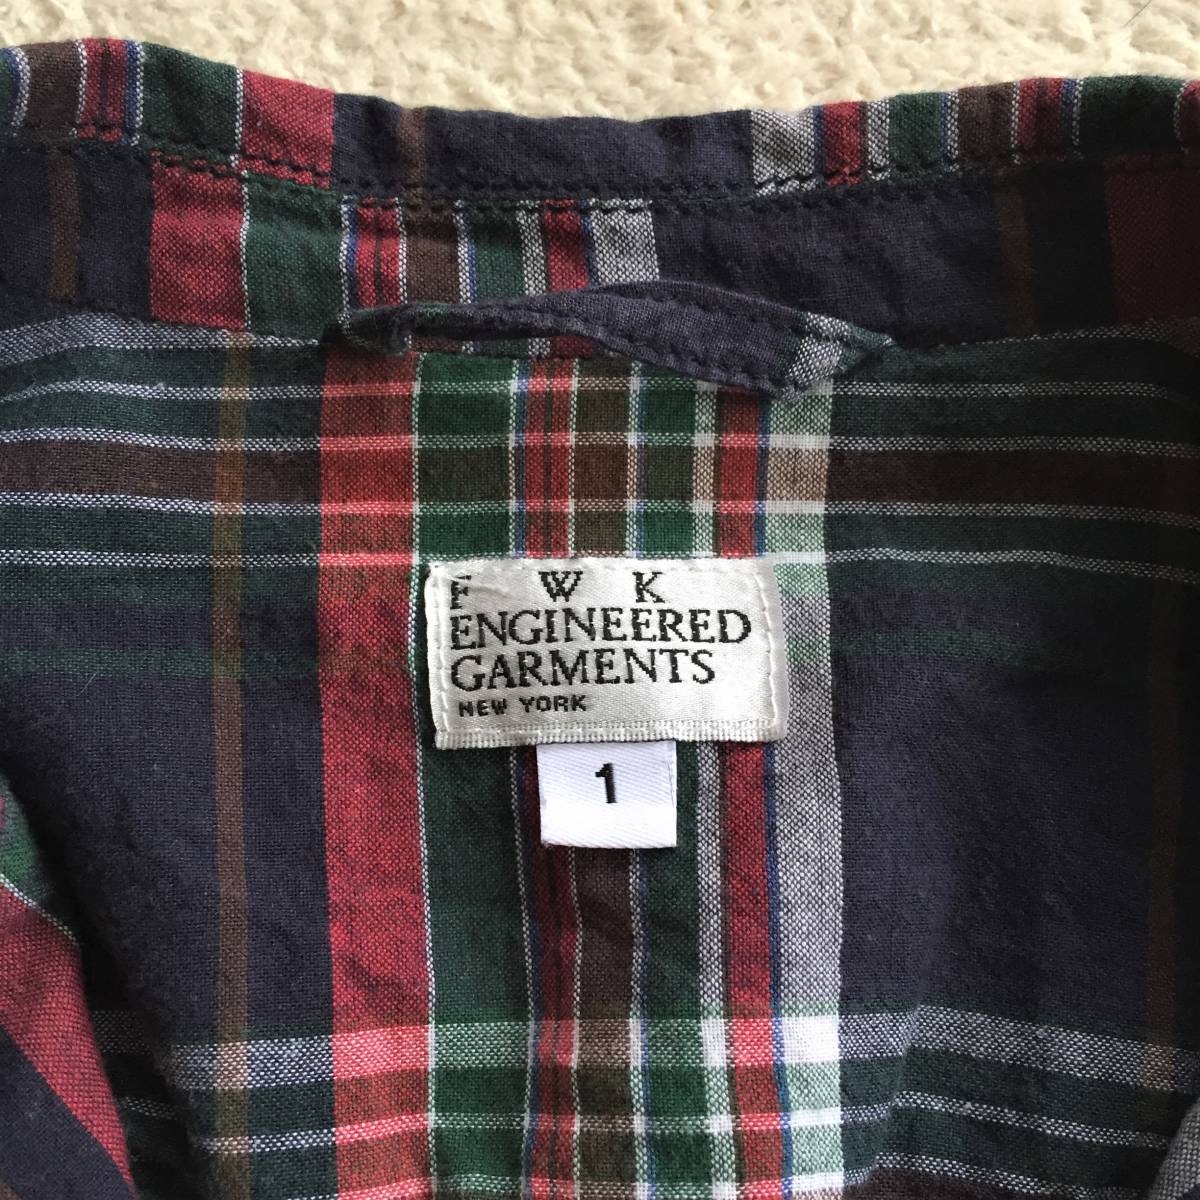 F W K
ENGINEERED
GARMENTS
NEW YORK
1